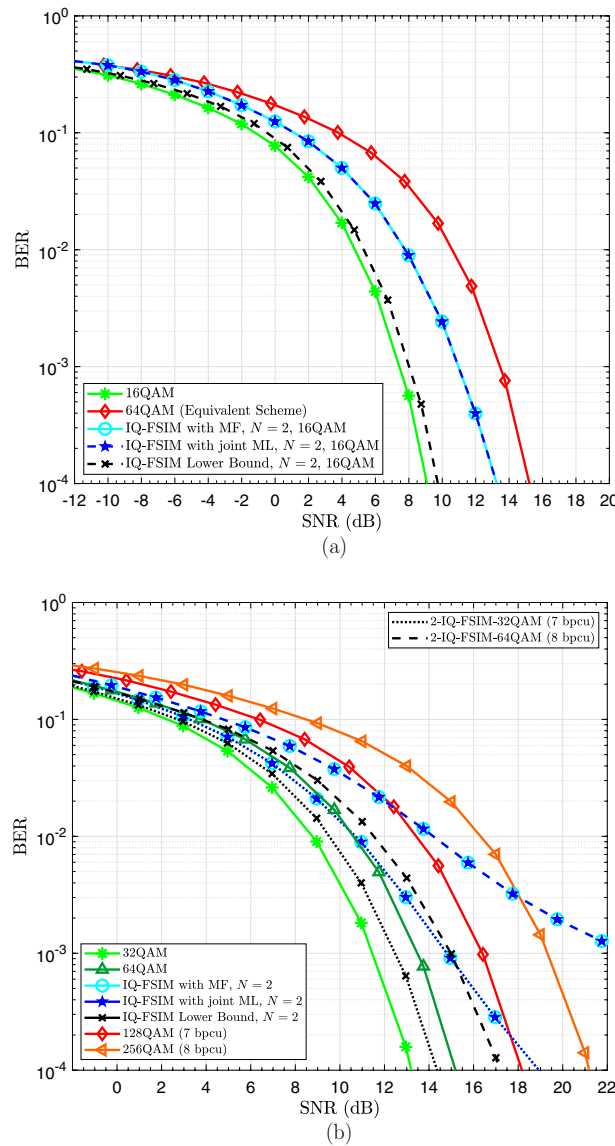 10^0
10^-1
10^-2
10^-3
10^-4
BER
16QAM
64QAM (Equivalent Scheme)
IQ-FSIM with MF, N = 2, 16QAM
IQ-FSIM with joint ML, N = 2, 16QAM
IQ-FSIM Lower Bound, N = 2, 16QAM
-12 -10 -8 -6 -4 -2 0 2 4 6 8 10 12 14 16 18 20
SNR (dB)
(a)
10^0
10^-1
10^-2
10^-3
10^-4
BER
2-IQ-FSIM-32QAM (7 bpcu)
2-IQ-FSIM-64QAM (8 bpcu)
32QAM
64QAM
IQ-FSIM with MF, N = 2
IQ-FSIM with joint ML, N = 2
IQ-FSIM Lower Bound, N = 2
128QAM (7 bpcu)
256QAM (8 bpcu)
0 2 4 6 8 10 12 14 16 18 20 22
SNR (dB)
(b)